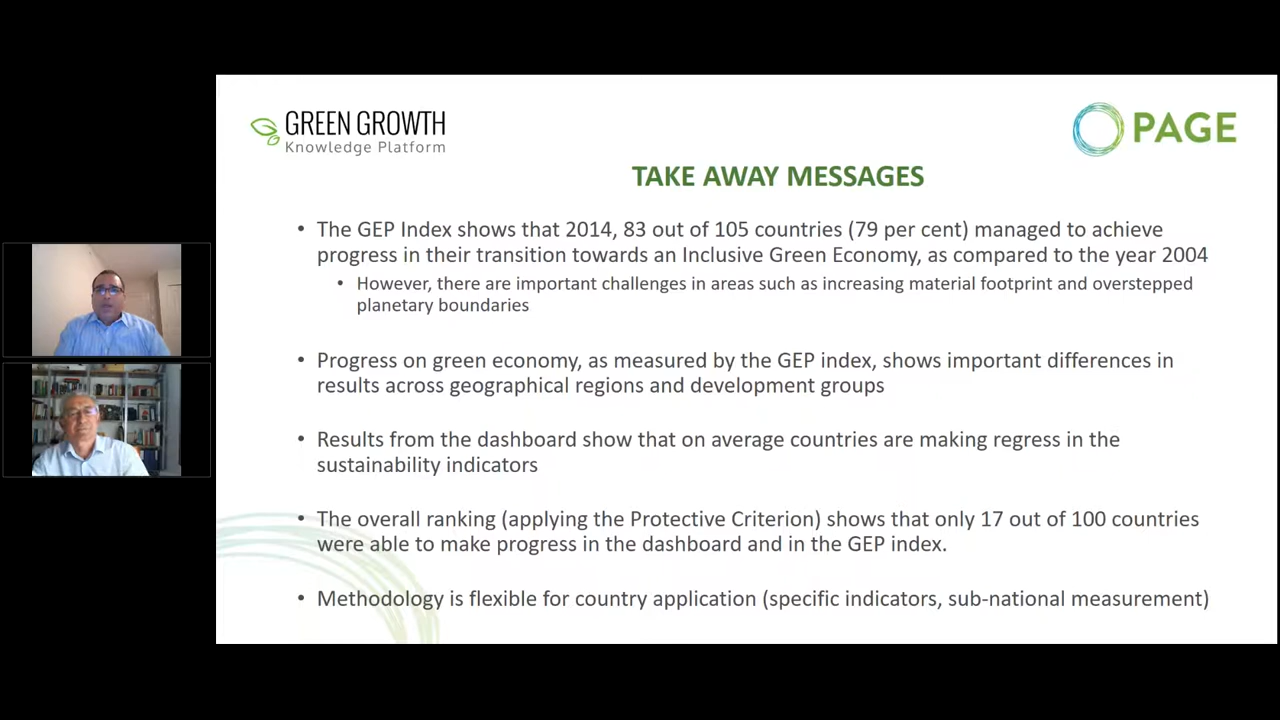 GREEN GROWTH
Knowledge Platform
PAGE
TAKE AWAY MESSAGES
• The GEP Index shows that 2014, 83 out of 105 countries (79 per cent) managed to achieve
progress in their transition towards an Inclusive Green Economy, as compared to the year 2004
• However, there are important challenges in areas such as increasing material footprint and overstepped
planetary boundaries
• Progress on green economy, as measured by the GEP index, shows important differences in
results across geographical regions and development groups
• Results from the dashboard show that on average countries are making regress in the
sustainability indicators
• The overall ranking (applying the Protective Criterion) shows that only 17 out of 100 countries
were able to make progress in the dashboard and in the GEP index.
• Methodology is flexible for country application (specific indicators, sub-national measurement)